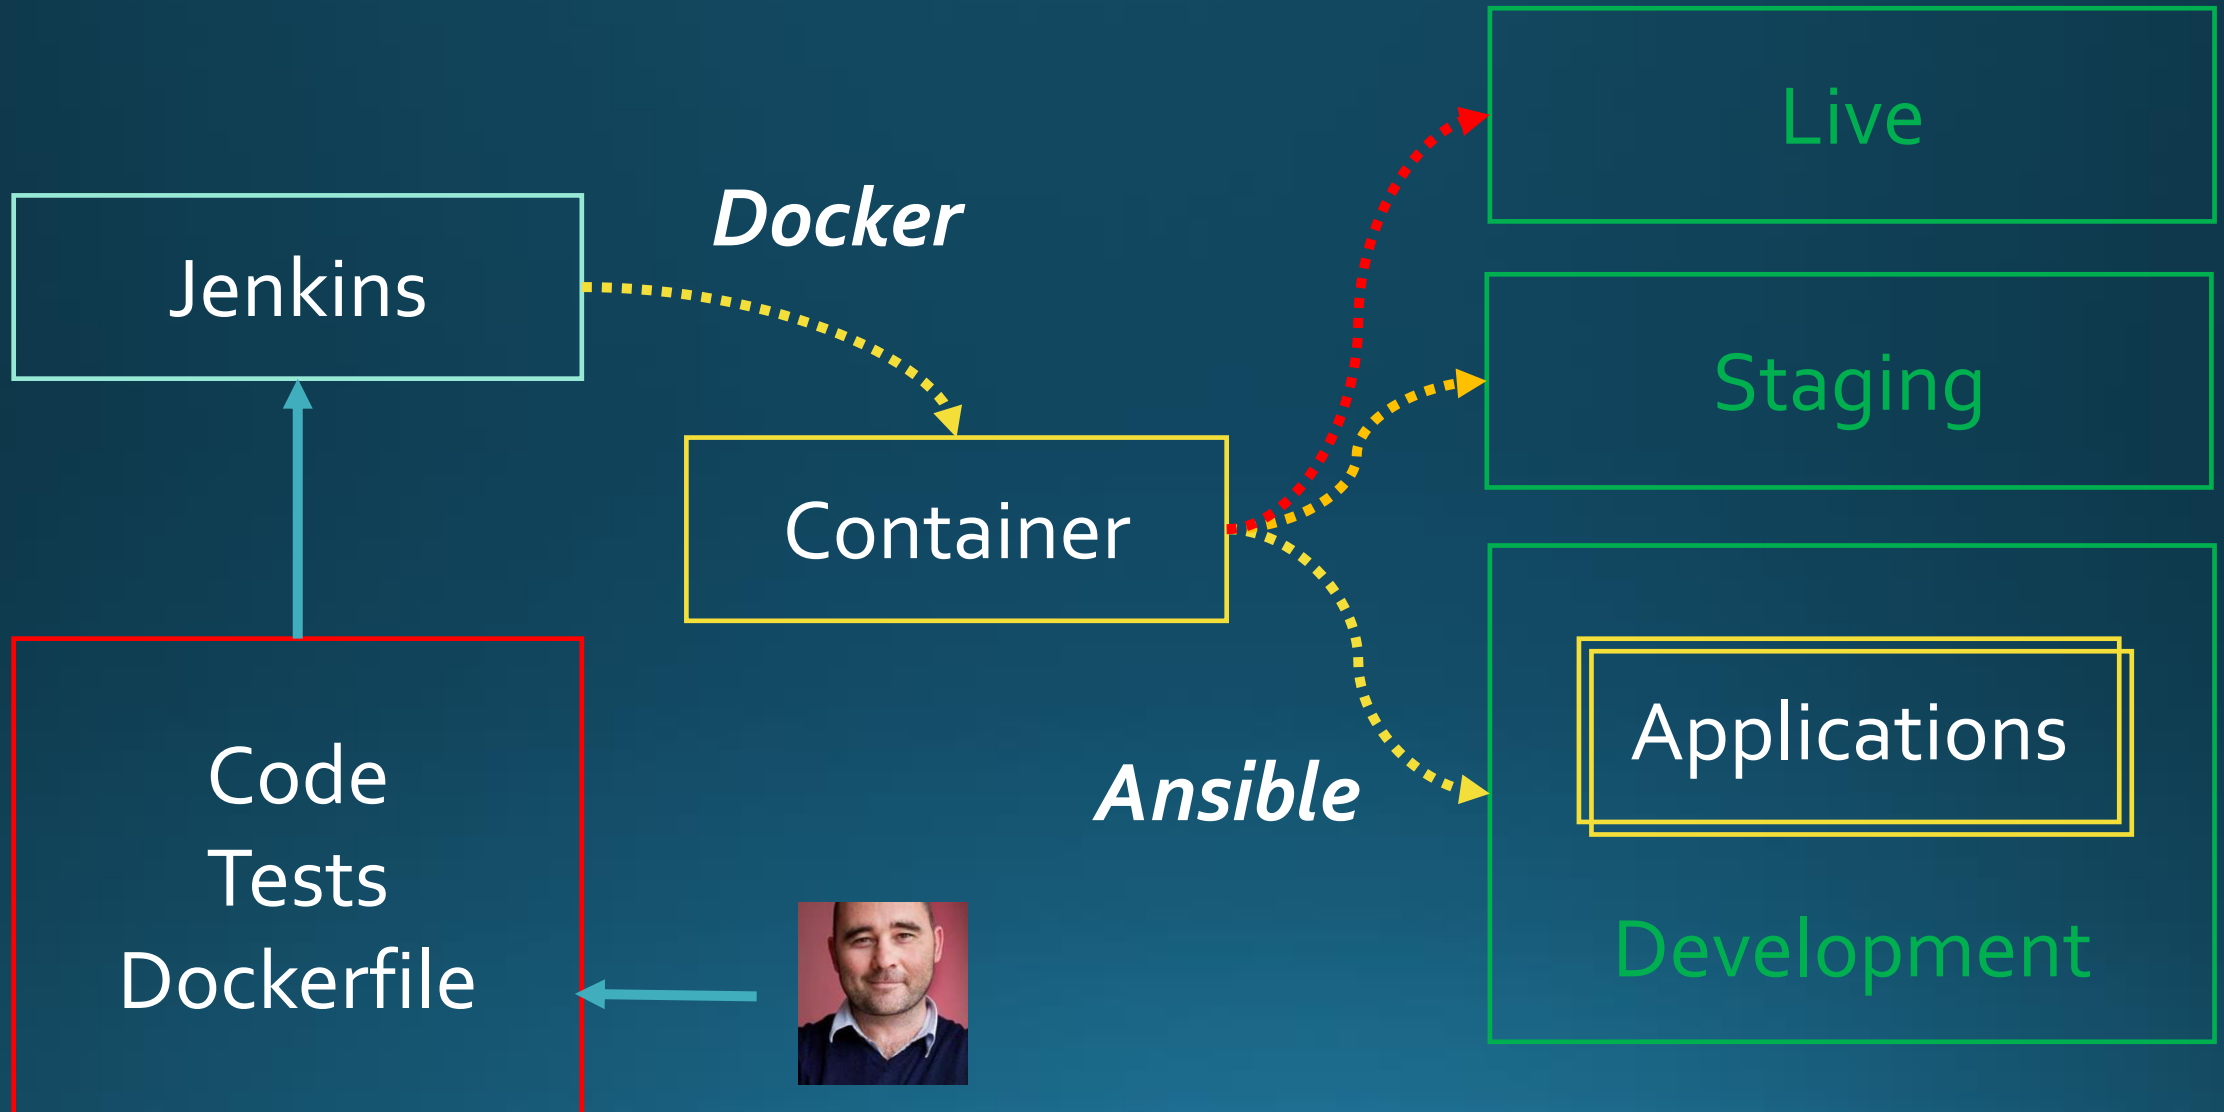 Live
Docker
Jenkins
Staging
Container
Applications
Ansible
Code
Tests
Dockerfile
Development